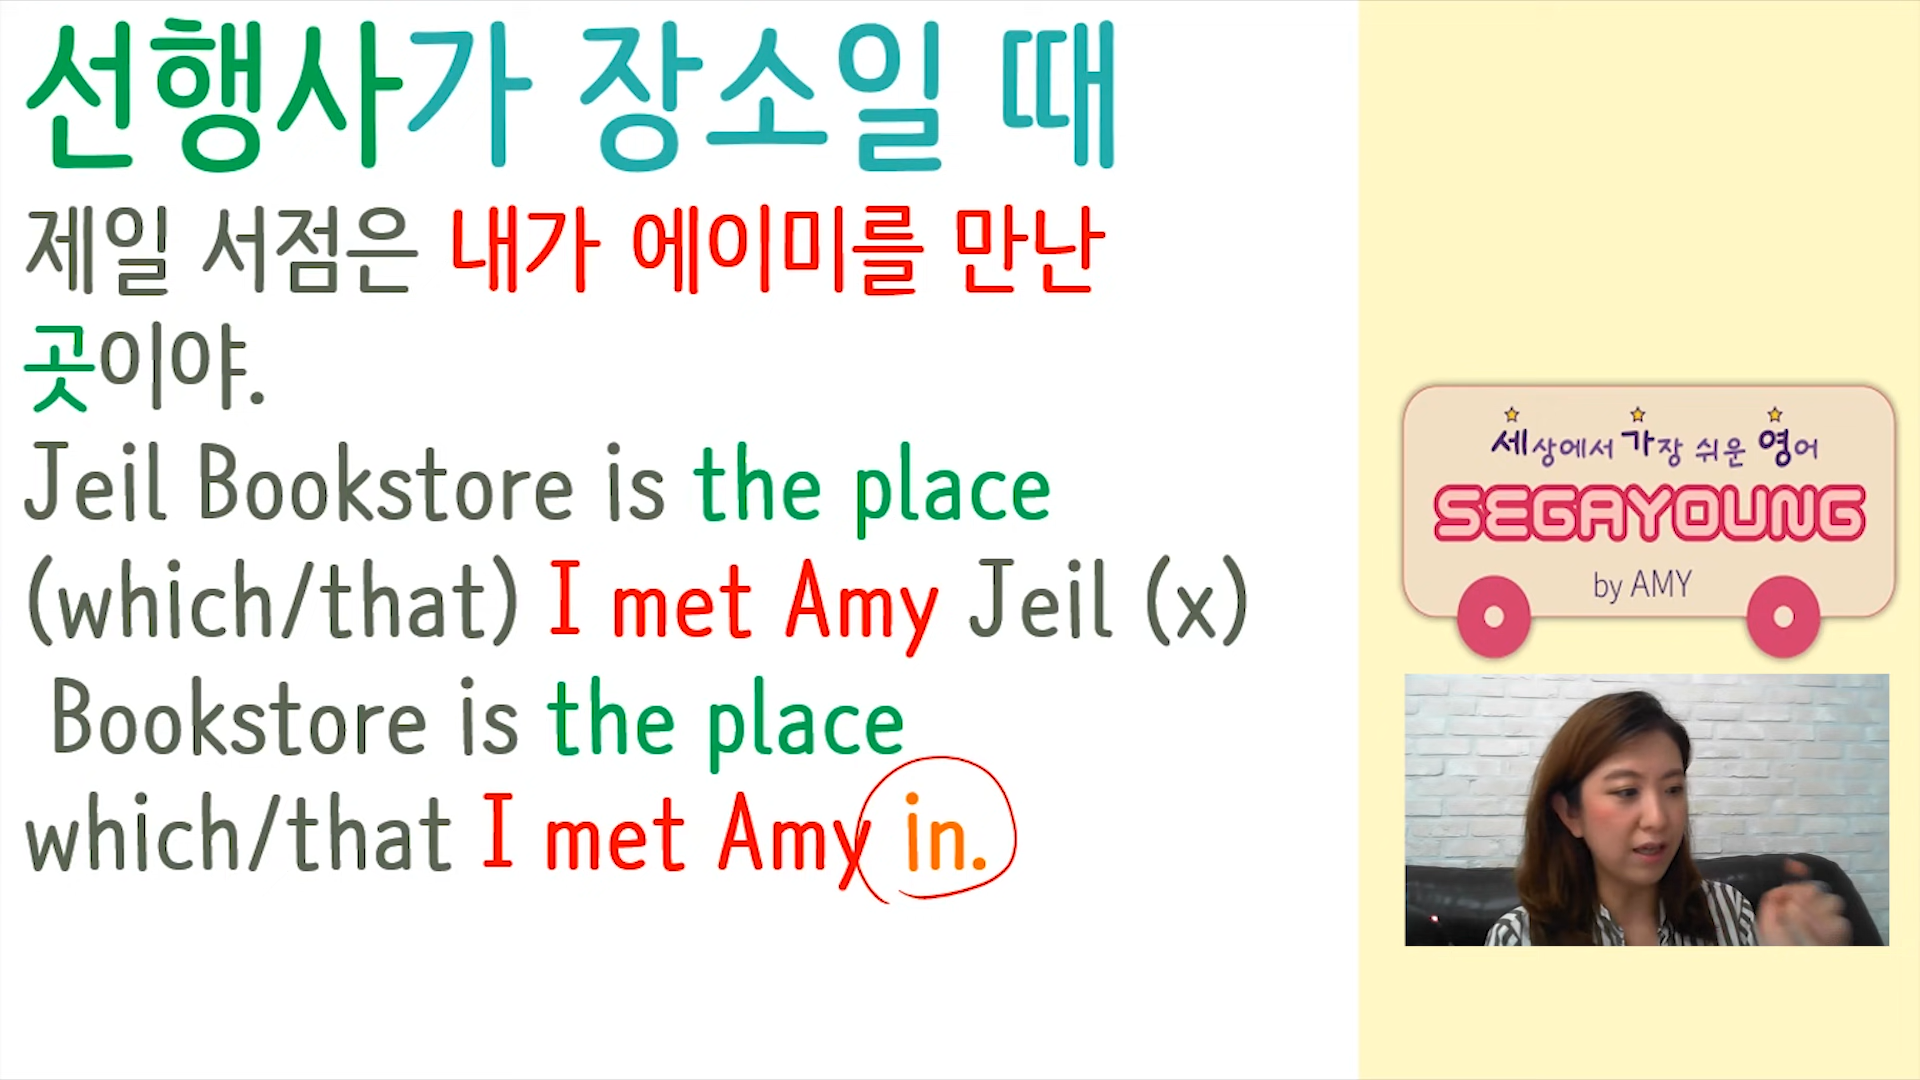 선행사가 장소일 때
제일 서점은 내가 에이미를 만난
곳이야.
Jeil Bookstore is the place
(which/that) I met Amy Jeil (x)
Bookstore is the place
which/that I met Amy in.
세상에서 가장 쉬운 영어
SEGAYOUNG
by AMY